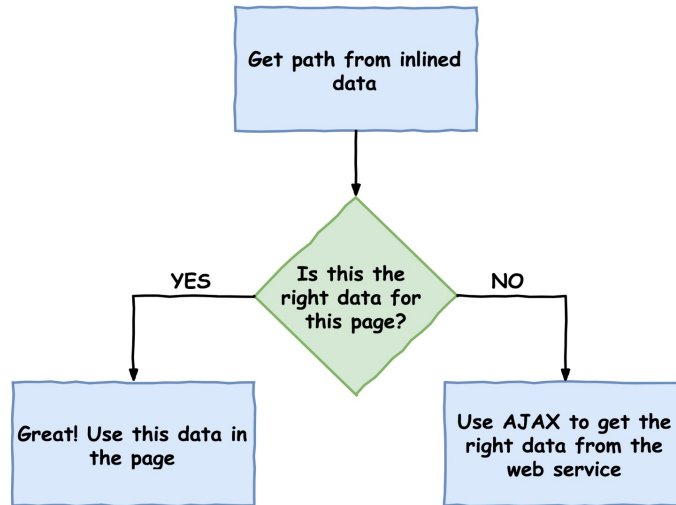 Get path from inlined
data
Is this the
right data for
this page?
YES
NO
Great! Use this data in
the page
Use AJAX to get the
right data from the
web service